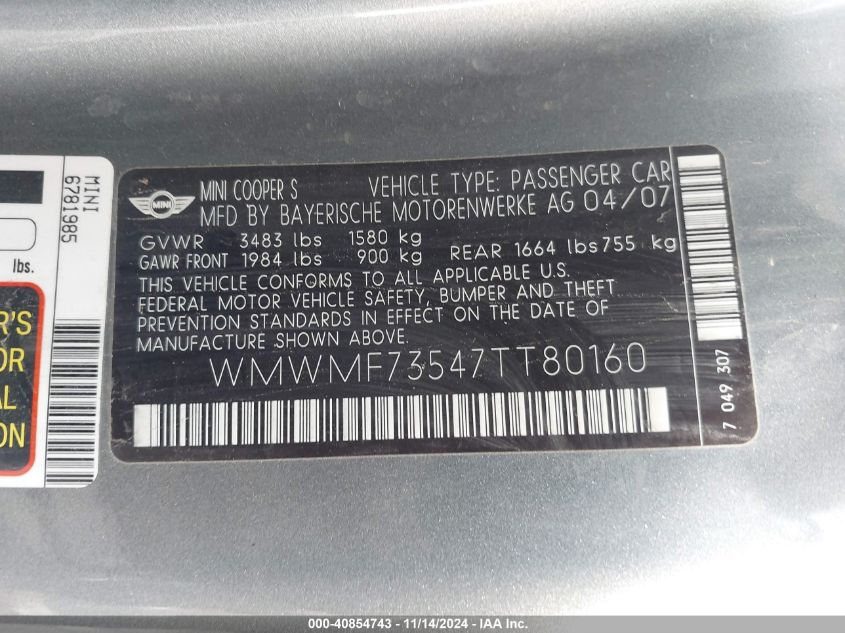 MINI
6781985
lbs.
R'S
OR
AL
ON
MINI
MINI COOPER S VEHICLE TYPE: PASSENGER CAR
MFD BY BAYERISCHE MOTORENWERKE AG 04/07
GVWR 3483 lbs 1580 kg
GAWR FRONT 1984 lbs 900 kg REAR 1664 lbs 755 kg
THIS VEHICLE CONFORMS TO ALL APPLICABLE U.S.
FEDERAL MOTOR VEHICLE SAFETY, BUMPER AND THEFT
PREVENTION STANDARDS IN EFFECT ON THE DATE OF
MANUFACTURE SHOWN ABOVE.
WMWMF73547TT80160
7 049 307
000-40854743 - 11/14/2024 - IAA Inc.